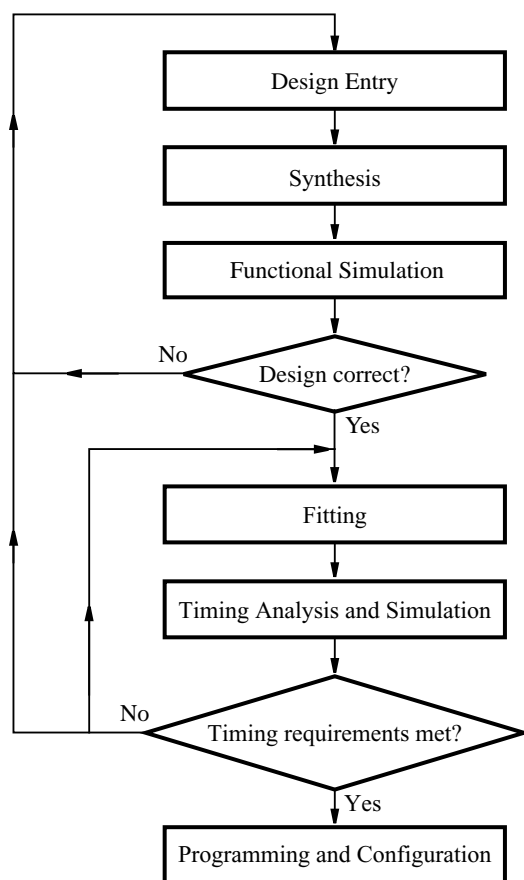 Design Entry
Synthesis
Functional Simulation
No
Design correct?
Yes
Fitting
Timing Analysis and Simulation
No
Timing requirements met?
Yes
Programming and Configuration